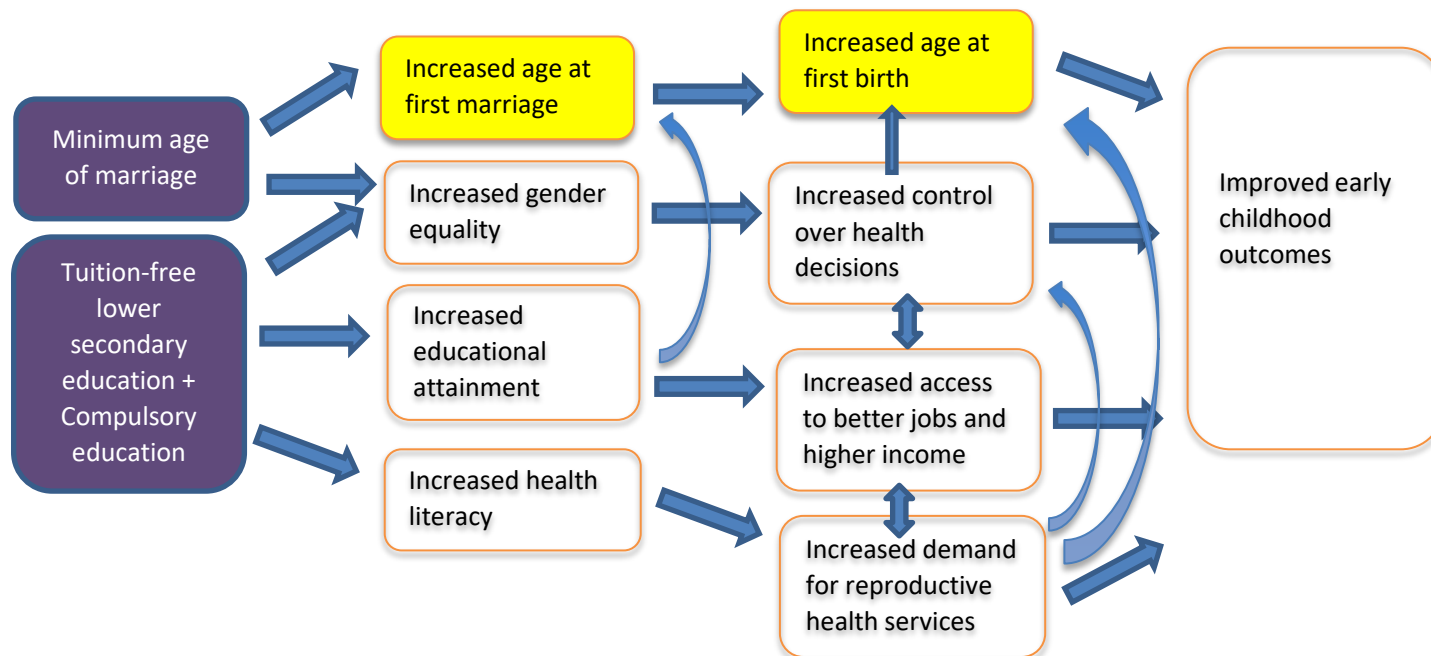 Minimum age
of marriage
Tuition-free
lower
secondary
education +
Compulsory
education
Increased age at
first marriage
Increased gender
equality
Increased
educational
attainment
Increased health
literacy
Increased age at
first birth
Increased control
over health
decisions
Increased access
to better jobs and
higher income
Increased demand
for reproductive
health services
Improved early
childhood
outcomes